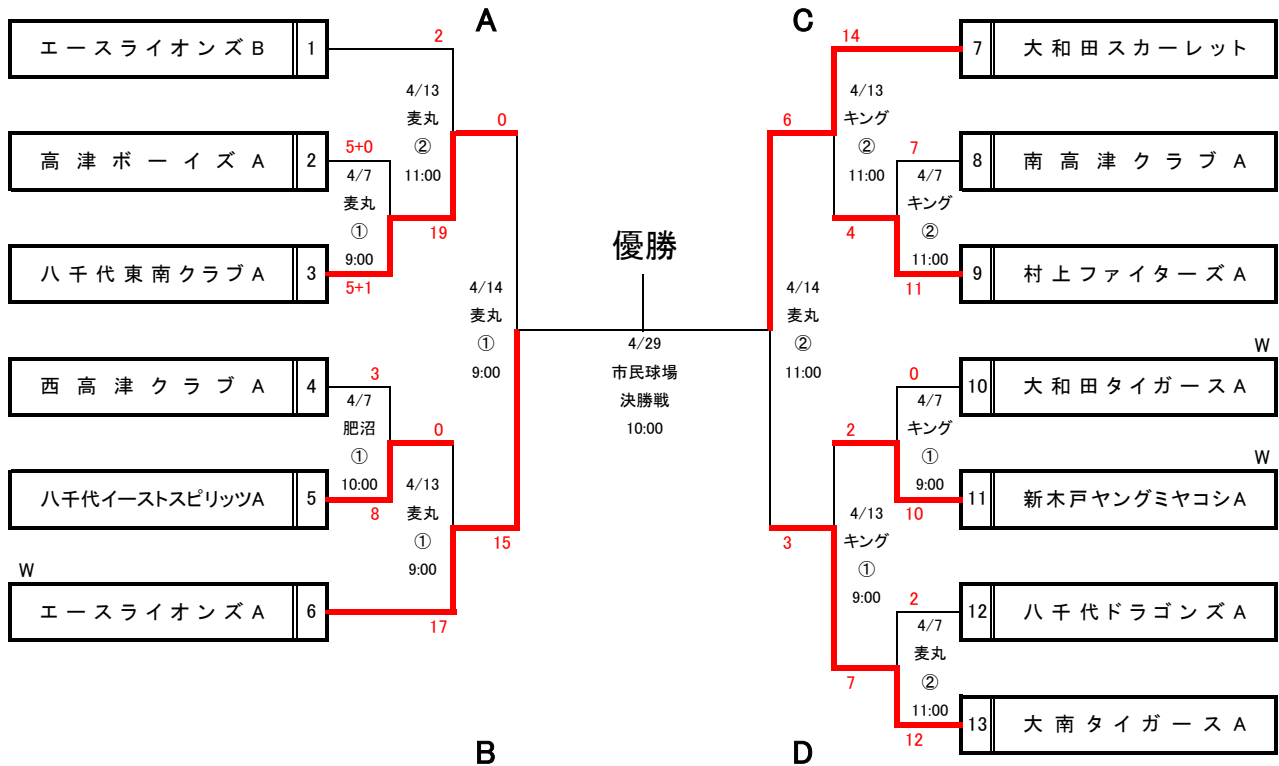 A
C
エースライオンズB 1
2
14
7 大和田スカーレット
4/13
麦丸
②
11:00
4/13
キング
②
11:00
0
6
高津ボーイズA 2
5+0
7
8 南高津クラブA
4/7
麦丸
①
9:00
4/7
キング
②
11:00
19
4
八千代東南クラブA 3
5+1
11
9 村上ファイターズA
優勝
4/14
麦丸
①
9:00
4/29
市民球場
決勝戦
10:00
4/14
麦丸
②
11:00
W
西高津クラブA 4
3
0
10 大和田タイガースA
4/7
肥沼
①
10:00
4/7
キング
①
9:00
0
2
W
八千代イーストスピリッツA 5
8
10
11 新木戸ヤングミヤコシA
4/13
麦丸
①
9:00
4/13
キング
①
9:00
15
3
W
エースライオンズA 6
17
2
12 八千代ドラゴンズA
4/7
麦丸
②
11:00
7
12
13 大南タイガースA
B
D